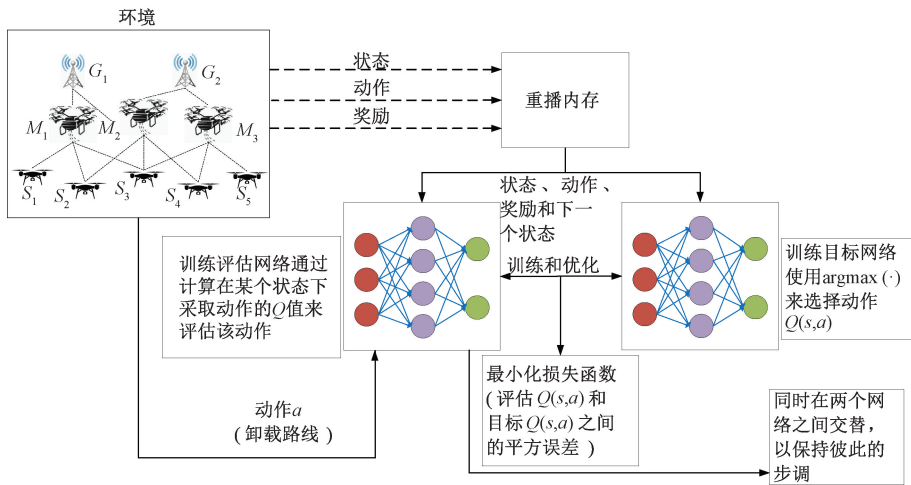 环境
G1
G2
M1
M2
M3
S1
S2
S3
S4
S5
状态
动作
奖励
重播内存
状态、动作、
奖励和下一
个状态
训练评估网络通过
计算在某个状态下
采取动作的Q值来
评估该动作
训练和优化
训练目标网络
使用argmax(·)
来选择动作
Q(s,a)
动作a
(卸载路线)
最小化损失函数
(评估Q(s,a)和
目标Q(s,a)之间
的平方误差)
同时在两个网
络之间交替,
以保持彼此的
步调